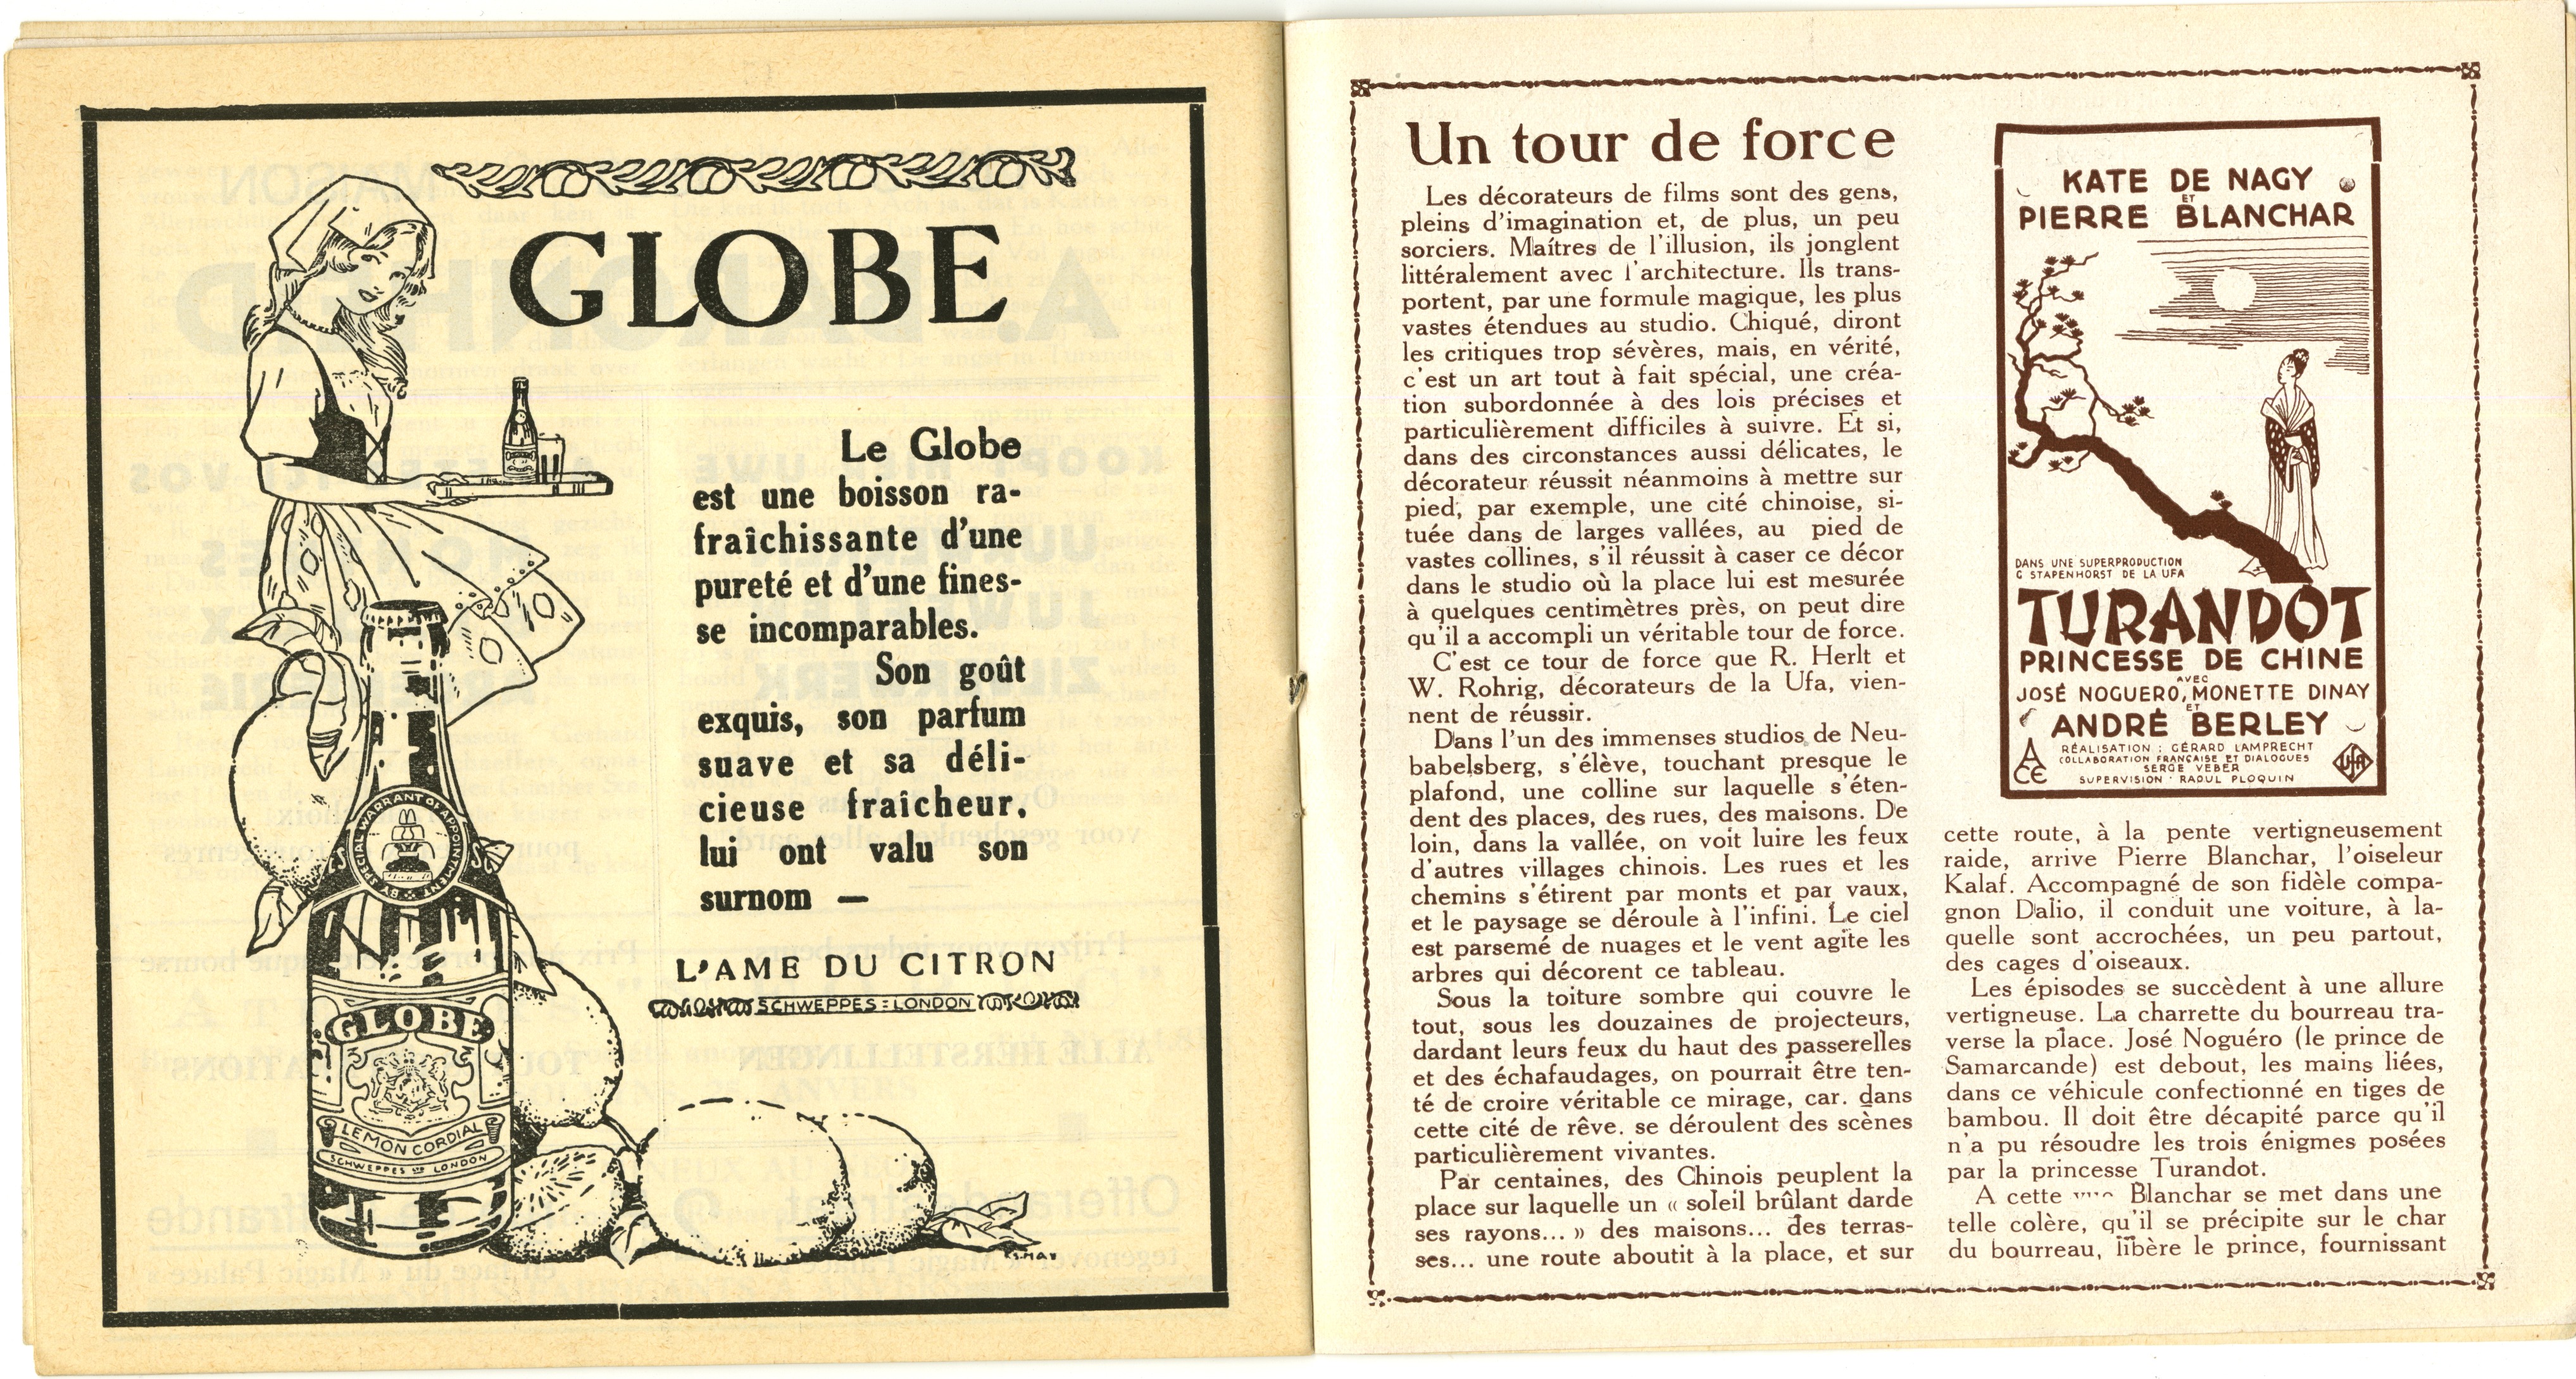 GLOBE
Le Globe
est une boisson ra-
fraîchissante d'une
pureté et d'une fines-
se incomparables.
Son goût
exquis, son parfum
suave et sa déli-
cieuse fraîcheur,
lui ont valu son
surnom —
L'AME DU CITRON
SCHWEPPES=LONDON
BY SPECIAL WARRANT OF APPOINTMENT
GLOBE
LEMON CORDIAL
SCHWEPPES LTD LONDON
Un tour de force
Les décorateurs de films sont des gens,
pleins d'imagination et, de plus, un peu
sorciers. Maîtres de l'illusion, ils jonglent
littéralement avec l'architecture. Ils trans-
portent, par une formule magique, les plus
vastes étendues au studio. Chiqué, diront
les critiques trop sévères, mais, en vérité,
c'est un art tout à fait spécial, une créa-
tion subordonnée à des lois précises et
particulièrement difficiles à suivre. Et si,
dans des circonstances aussi délicates, le
décorateur réussit néanmoins à mettre sur
pied, par exemple, une cité chinoise, si-
tuée dans de larges vallées, au pied de
vastes collines, s'il réussit à caser ce décor
dans le studio où la place lui est mesurée
à quelques centimètres près, on peut dire
qu'il a accompli un véritable tour de force.
C'est ce tour de force que R. Herlt et
W. Rohrig, décorateurs de la Ufa, vien-
nent de réussir.
Dans l'un des immenses studios de Neu-
babelsberg, s'élève, touchant presque le
plafond, une colline sur laquelle s'éten-
dent des places, des rues, des maisons. De
loin, dans la vallée, on voit luire les feux
d'autres villages chinois. Les rues et les
chemins s'étirent par monts et par vaux,
et le paysage se déroule à l'infini. Le ciel
est parsemé de nuages et le vent agite les
arbres qui décorent ce tableau.
Sous la toiture sombre qui couvre le
tout, sous les douzaines de projecteurs,
dardant leurs feux du haut des passerelles
et des échafaudages, on pourrait être ten-
té de croire véritable ce mirage, car. dans
cette cité de rêve. se déroulent des scènes
particulièrement vivantes.
Par centaines, des Chinois peuplent la
place sur laquelle un « soleil brûlant darde
ses rayons... » des maisons... des terras-
ses... une route aboutit à la place, et sur
KATE DE NAGY
ET
PIERRE BLANCHAR
DANS UNE SUPERPRODUCTION
G STAPENHORST DE LA UFA
TURANDOT
PRINCESSE DE CHINE
AVEC
JOSÉ NOGUERO, MONETTE DINAY
ET
ANDRÉ BERLEY
RÉALISATION : GÉRARD LAMPRECHT
COLLABORATION FRANÇAISE ET DIALOGUES
SERGE VEBER
SUPERVISION · RAOUL PLOQUIN
ACE
UFA
cette route, à la pente vertigneusement
raide, arrive Pierre Blanchar, l'oiseleur
Kalaf. Accompagné de son fidèle compa-
gnon Dalio, il conduit une voiture, à la-
quelle sont accrochées, un peu partout,
des cages d'oiseaux.
Les épisodes se succèdent à une allure
vertigneuse. La charrette du bourreau tra-
verse la place. José Noguéro (le prince de
Samarcande) est debout, les mains liées,
dans ce véhicule confectionné en tiges de
bambou. Il doit être décapité parce qu'il
n'a pu résoudre les trois énigmes posées
par la princesse Turandot.
A cette Blanchar se met dans une
telle colère, qu'il se précipite sur le char
du bourreau, libère le prince, fournissant